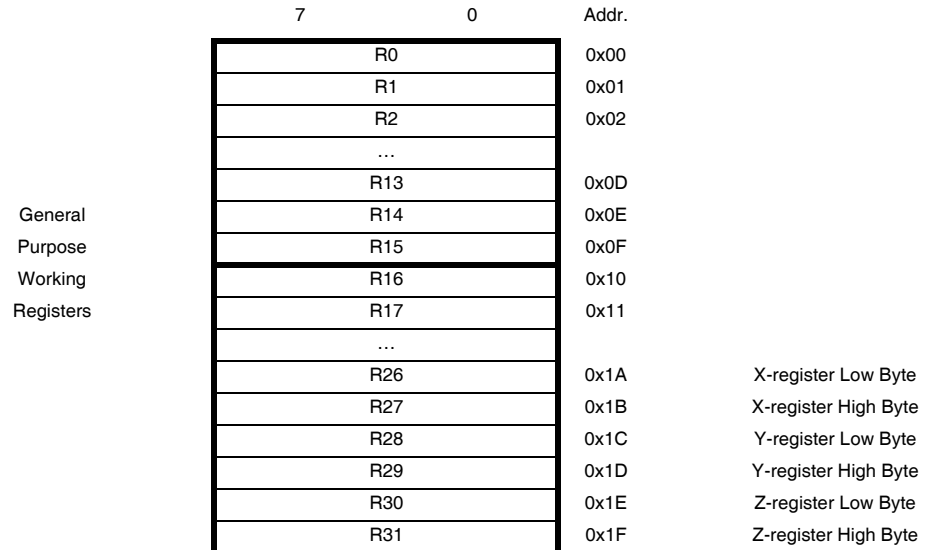 7 0 Addr.
R0 0x00
R1 0x01
R2 0x02
…
R13 0x0D
General R14 0x0E
Purpose R15 0x0F
Working R16 0x10
Registers R17 0x11
…
R26 0x1A X-register Low Byte
R27 0x1B X-register High Byte
R28 0x1C Y-register Low Byte
R29 0x1D Y-register High Byte
R30 0x1E Z-register Low Byte
R31 0x1F Z-register High Byte